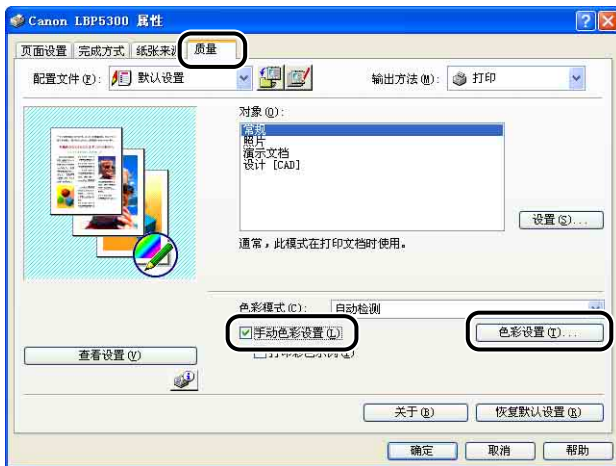 Canon LBP5300 属性
页面设置 完成方式 纸张来源 质量
配置文件(F): 默认设置 输出方法(M): 打印
对象(O):
常规
照片
演示文档
设计 [CAD]
设置(S)...
通常，此模式在打印文档时使用。
色彩模式(C): 自动检测
手动色彩设置(L) 色彩设置(T)...
查看设置(V)
关于(B) 恢复默认设置(R)
确定 取消 帮助